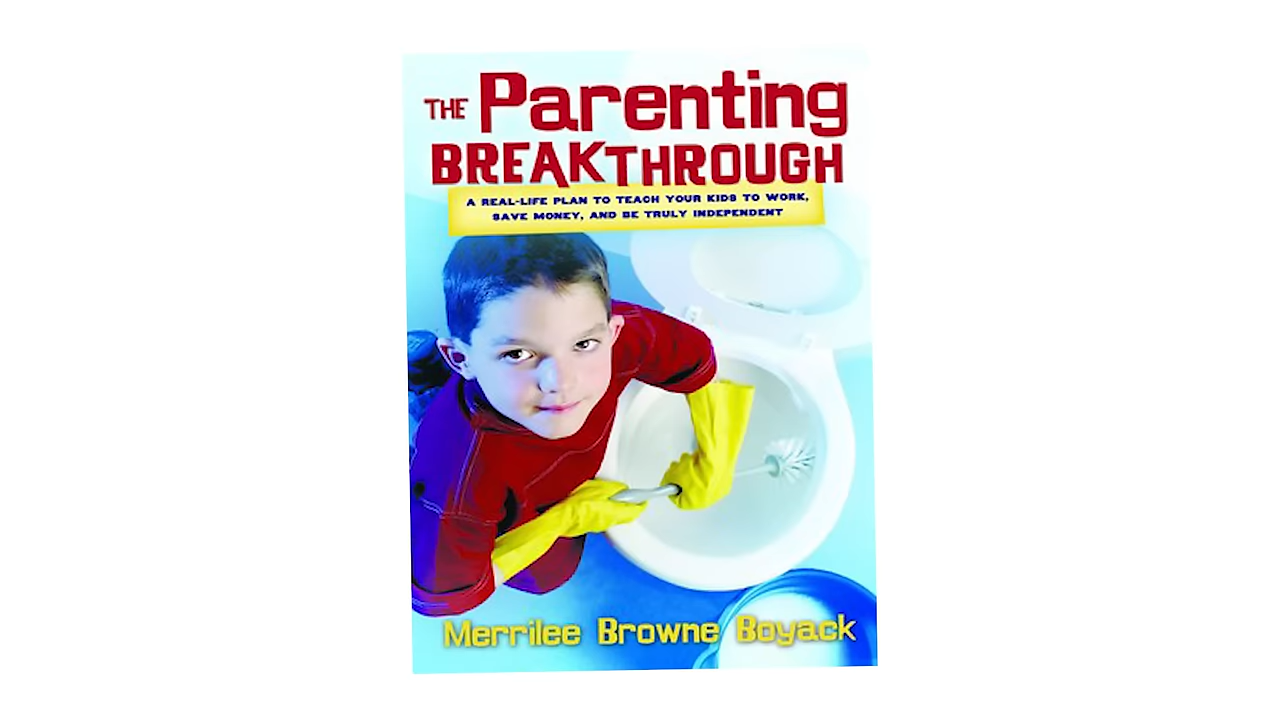 THE Parenting
BREAKTHROUGH
A REAL-LIFE PLAN TO TEACH YOUR KIDS TO WORK,
SAVE MONEY, AND BE TRULY INDEPENDENT
Merrilee Browne Boyack